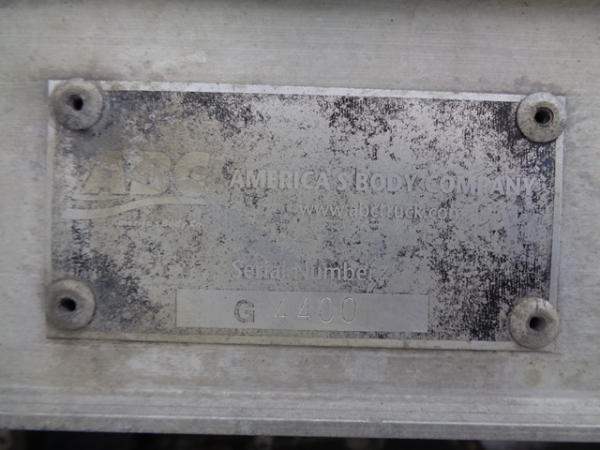 ABC
AMERICA'S BODY COMPANY
www.abctruck.com
Serial Number:
G 4400